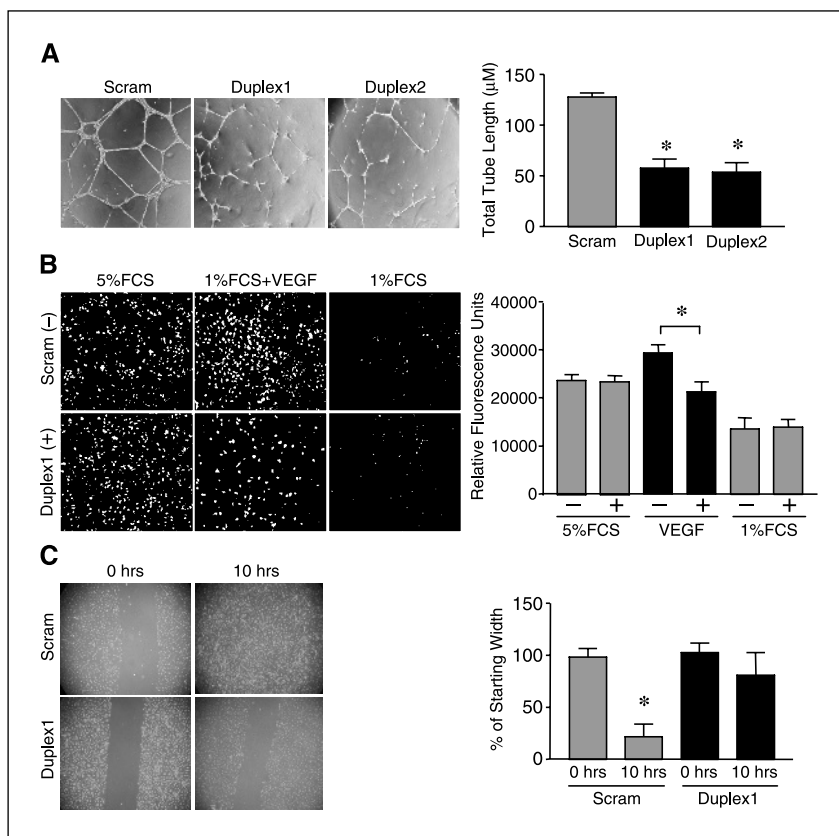 A
Scram Duplex1 Duplex2
Total Tube Length (µM)
150
100
50
0
*
*
Scram Duplex1 Duplex2
B
5%FCS 1%FCS+VEGF 1%FCS
Scram (–)
Duplex1 (+)
Relative Fluorescence Units
40000
30000
20000
10000
0
*
– + – + – +
5%FCS VEGF 1%FCS
C
0 hrs 10 hrs
Scram
Duplex1
% of Starting Width
150
100
50
0
*
0 hrs 10 hrs 0 hrs 10 hrs
Scram Duplex1